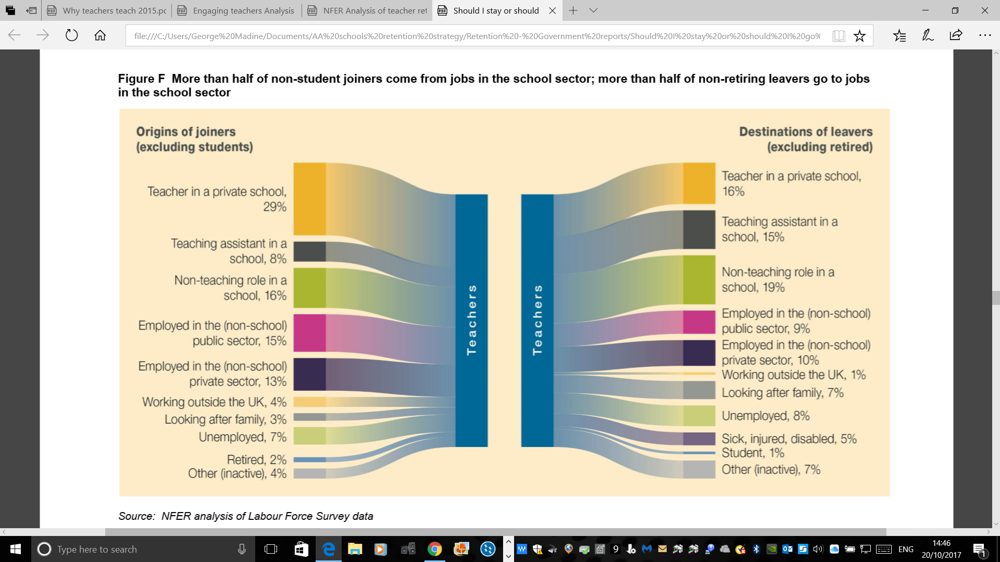 Why teachers teach 2015.pc
Engaging teachers Analysis
NFER Analysis of teacher ret
Should I stay or should
file:///C:/Users/George%20Madine/Documents/AA%20schools%20retention%20strategy/Retention%20-%20Government%20reports/Should%20I%20stay%20or%20should%20I%20go%
Figure F More than half of non-student joiners come from jobs in the school sector; more than half of non-retiring leavers go to jobs
in the school sector
Origins of joiners
(excluding students)
Teacher in a private school,
29%
Teaching assistant in a
school, 8%
Non-teaching role in a
school, 16%
Employed in the (non-school)
public sector, 15%
Employed in the (non-school)
private sector, 13%
Working outside the UK, 4%
Looking after family, 3%
Unemployed, 7%
Retired, 2%
Other (inactive), 4%
Teachers
Teachers
Destinations of leavers
(excluding retired)
Teacher in a private school,
16%
Teaching assistant in a
school, 15%
Non-teaching role in a
school, 19%
Employed in the (non-school)
public sector, 9%
Employed in the (non-school)
private sector, 10%
Working outside the UK, 1%
Looking after family, 7%
Unemployed, 8%
Sick, injured, disabled, 5%
Student, 1%
Other (inactive), 7%
Source: NFER analysis of Labour Force Survey data
Type here to search
9
ENG
14:46
20/10/2017
1